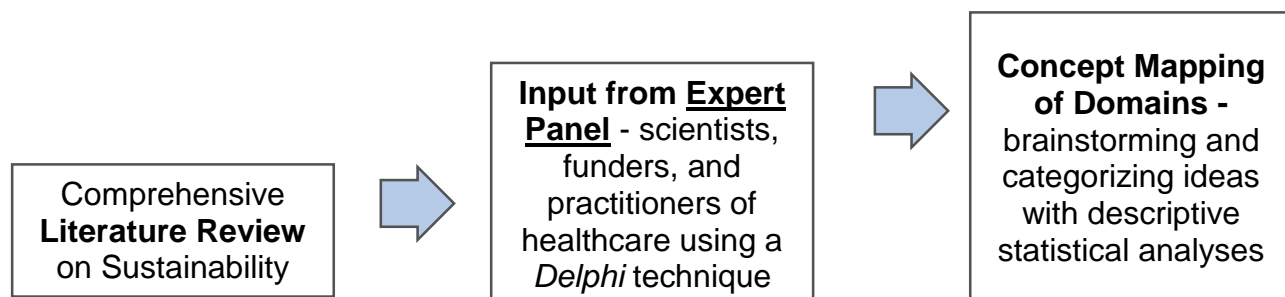 Comprehensive
Literature Review
on Sustainability
Input from Expert
Panel - scientists,
funders, and
practitioners of
healthcare using a
Delphi technique
Concept Mapping
of Domains -
brainstorming and
categorizing ideas
with descriptive
statistical analyses